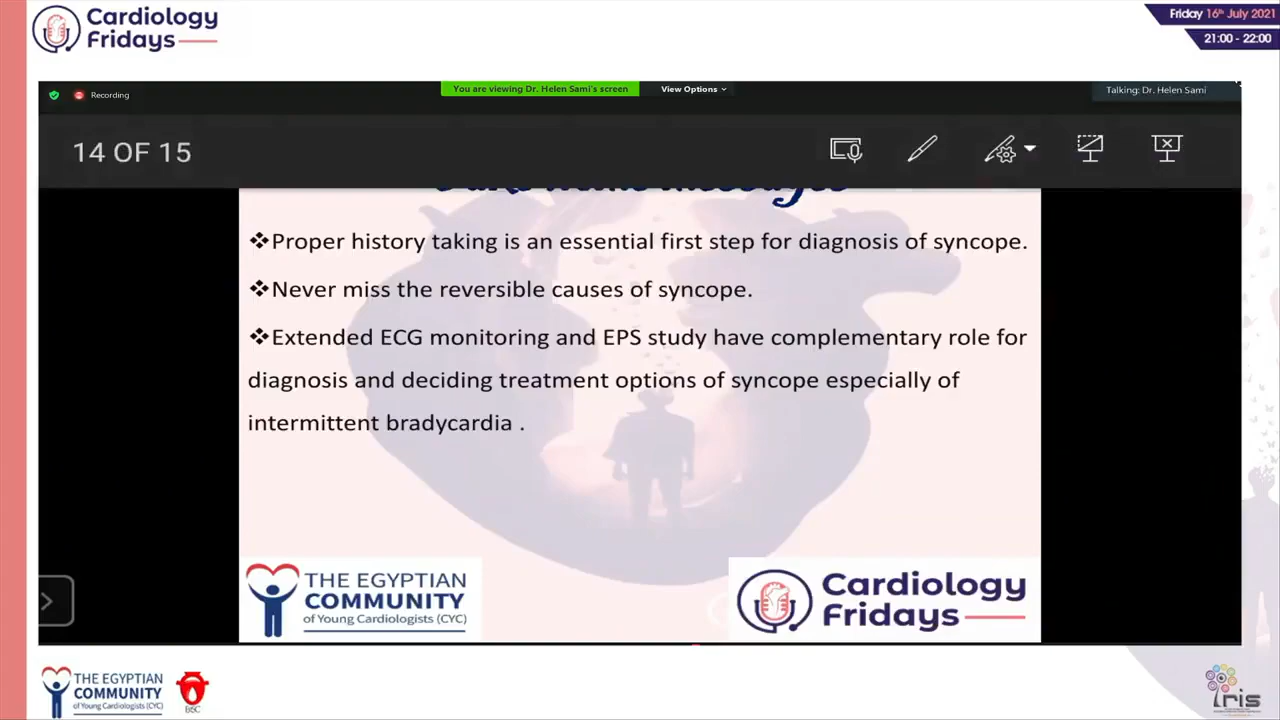 Cardiology
Fridays
Friday 16th July 2021
21:00 - 22:00
Recording
You are viewing Dr. Helen Sami's screen
View Options
Talking: Dr. Helen Sami
14 OF 15
❖Proper history taking is an essential first step for diagnosis of syncope.
❖Never miss the reversible causes of syncope.
❖Extended ECG monitoring and EPS study have complementary role for
diagnosis and deciding treatment options of syncope especially of
intermittent bradycardia .
THE EGYPTIAN
COMMUNITY
of Young Cardiologists (CYC)
Cardiology
Fridays
THE EGYPTIAN
COMMUNITY
of Young Cardiologists (CYC)
iris